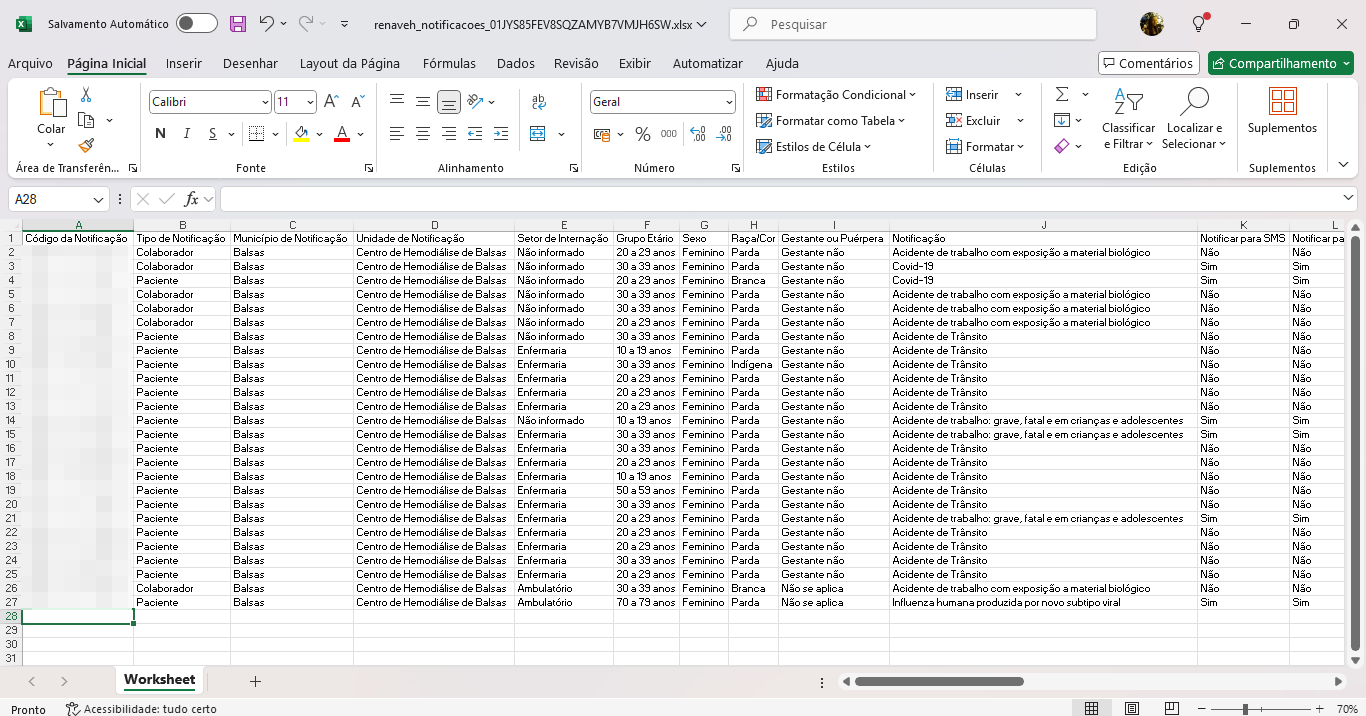 Salvamento Automático renaveh_notificacoes_01JYS85FEV8SQZAMYB7VMJH6SW.xlsx Pesquisar
Arquivo Página Inicial Inserir Desenhar Layout da Página Fórmulas Dados Revisão Exibir Automatizar Ajuda Comentários Compartilhamento
Colar
Área de Transferên...
Calibri 11
N I S A
Fonte
ab
Alinhamento
Geral
% 000
Número
Formatação Condicional
Formatar como Tabela
Estilos de Célula
Estilos
Inserir
Excluir
Formatar
Células
Classificar e Filtrar
Localizar e Selecionar
Edição
Suplementos
Suplementos
A28 fx
A B C D E F G H I J K L
1 Código da Notificação Tipo de Notificação Município de Notificação Unidade de Notificação Setor de Internação Grupo Etário Sexo Raça/Cor Gestante ou Puérpera Notificação Notificar para SMS Notificar pa
2 Colaborador Balsas Centro de Hemodiálise de Balsas Não informado 20 a 29 anos Feminino Parda Gestante não Acidente de trabalho com exposição a material biológico Não Não
3 Colaborador Balsas Centro de Hemodiálise de Balsas Não informado 30 a 39 anos Feminino Parda Gestante não Covid-19 Sim Sim
4 Paciente Balsas Centro de Hemodiálise de Balsas Não informado 20 a 29 anos Feminino Branca Gestante não Covid-19 Sim Sim
5 Colaborador Balsas Centro de Hemodiálise de Balsas Não informado 30 a 39 anos Feminino Parda Gestante não Acidente de trabalho com exposição a material biológico Não Não
6 Colaborador Balsas Centro de Hemodiálise de Balsas Não informado 30 a 39 anos Feminino Parda Gestante não Acidente de trabalho com exposição a material biológico Não Não
7 Colaborador Balsas Centro de Hemodiálise de Balsas Não informado 20 a 29 anos Feminino Parda Gestante não Acidente de trabalho com exposição a material biológico Não Não
8 Paciente Balsas Centro de Hemodiálise de Balsas Não informado 30 a 39 anos Feminino Parda Gestante não Acidente de Trânsito Não Não
9 Paciente Balsas Centro de Hemodiálise de Balsas Enfermaria 10 a 19 anos Feminino Parda Gestante não Acidente de Trânsito Não Não
10 Paciente Balsas Centro de Hemodiálise de Balsas Enfermaria 30 a 39 anos Feminino Indígena Gestante não Acidente de Trânsito Não Não
11 Paciente Balsas Centro de Hemodiálise de Balsas Enfermaria 20 a 29 anos Feminino Parda Gestante não Acidente de Trânsito Não Não
12 Paciente Balsas Centro de Hemodiálise de Balsas Enfermaria 20 a 29 anos Feminino Parda Gestante não Acidente de Trânsito Não Não
13 Paciente Balsas Centro de Hemodiálise de Balsas Enfermaria 20 a 29 anos Feminino Parda Gestante não Acidente de Trânsito Não Não
14 Paciente Balsas Centro de Hemodiálise de Balsas Não informado 10 a 19 anos Feminino Parda Gestante não Acidente de trabalho: grave, fatal e em crianças e adolescentes Sim Sim
15 Paciente Balsas Centro de Hemodiálise de Balsas Enfermaria 30 a 39 anos Feminino Parda Gestante não Acidente de trabalho: grave, fatal e em crianças e adolescentes Sim Sim
16 Paciente Balsas Centro de Hemodiálise de Balsas Enfermaria 30 a 39 anos Feminino Parda Gestante não Acidente de Trânsito Não Não
17 Paciente Balsas Centro de Hemodiálise de Balsas Enfermaria 20 a 29 anos Feminino Parda Gestante não Acidente de Trânsito Não Não
18 Paciente Balsas Centro de Hemodiálise de Balsas Enfermaria 10 a 19 anos Feminino Parda Gestante não Acidente de Trânsito Não Não
19 Paciente Balsas Centro de Hemodiálise de Balsas Enfermaria 50 a 59 anos Feminino Parda Gestante não Acidente de Trânsito Não Não
20 Paciente Balsas Centro de Hemodiálise de Balsas Enfermaria 30 a 39 anos Feminino Parda Gestante não Acidente de Trânsito Não Não
21 Paciente Balsas Centro de Hemodiálise de Balsas Enfermaria 20 a 29 anos Feminino Parda Gestante não Acidente de trabalho: grave, fatal e em crianças e adolescentes Sim Sim
22 Paciente Balsas Centro de Hemodiálise de Balsas Enfermaria 20 a 29 anos Feminino Parda Gestante não Acidente de Trânsito Não Não
23 Paciente Balsas Centro de Hemodiálise de Balsas Enfermaria 20 a 29 anos Feminino Parda Gestante não Acidente de Trânsito Não Não
24 Paciente Balsas Centro de Hemodiálise de Balsas Enfermaria 30 a 39 anos Feminino Parda Gestante não Acidente de Trânsito Não Não
25 Paciente Balsas Centro de Hemodiálise de Balsas Enfermaria 20 a 29 anos Feminino Parda Gestante não Acidente de Trânsito Não Não
26 Colaborador Balsas Centro de Hemodiálise de Balsas Ambulatório 30 a 39 anos Feminino Branca Não se aplica Acidente de trabalho com exposição a material biológico Não Não
27 Paciente Balsas Centro de Hemodiálise de Balsas Ambulatório 70 a 79 anos Feminino Parda Não se aplica Influenza humana produzida por novo subtipo viral Sim Sim
28
29
30
31
Worksheet
Pronto Acessibilidade: tudo certo 70%